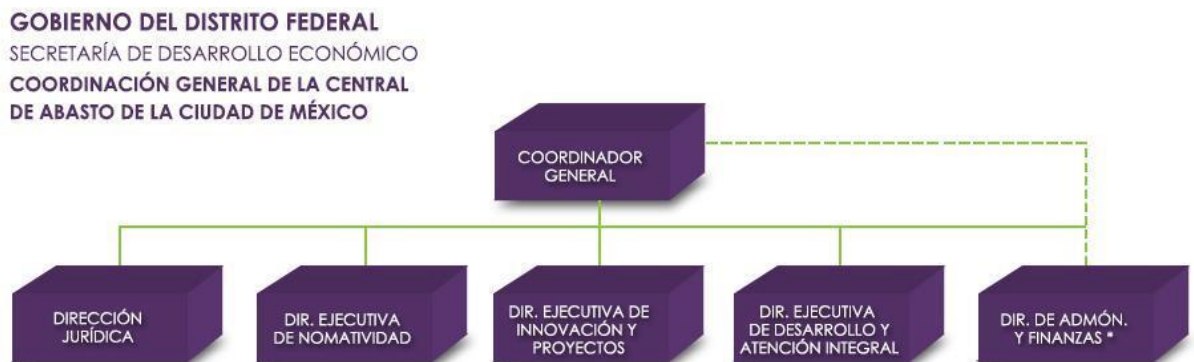 GOBIERNO DEL DISTRITO FEDERAL
SECRETARÍA DE DESARROLLO ECONÓMICO
COORDINACIÓN GENERAL DE LA CENTRAL
DE ABASTO DE LA CIUDAD DE MÉXICO
COORDINADOR
GENERAL
DIRECCIÓN
JURÍDICA
DIR. EJECUTIVA
DE NOMATIVIDAD
DIR. EJECUTIVA DE
INNOVACIÓN Y
PROYECTOS
DIR. EJECUTIVA
DE DESARROLLO Y
ATENCIÓN INTEGRAL
DIR. DE ADMÓN.
Y FINANZAS *